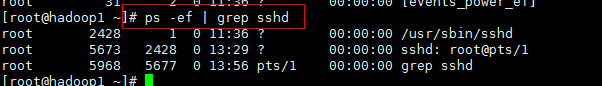 root 31 2 0 11:36 ? 00:00:00 [events_power_ef]
[root@hadoop1 ~]# ps -ef | grep sshd
root 2428 1 0 11:36 ? 00:00:00 /usr/sbin/sshd
root 5673 2428 0 13:29 ? 00:00:00 sshd: root@pts/1
root 5968 5677 0 13:56 pts/1 00:00:00 grep sshd
[root@hadoop1 ~]#